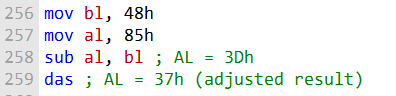 256 mov bl, 48h
257 mov al, 85h
258 sub al, bl ; AL = 3Dh
259 das ; AL = 37h (adjusted result)